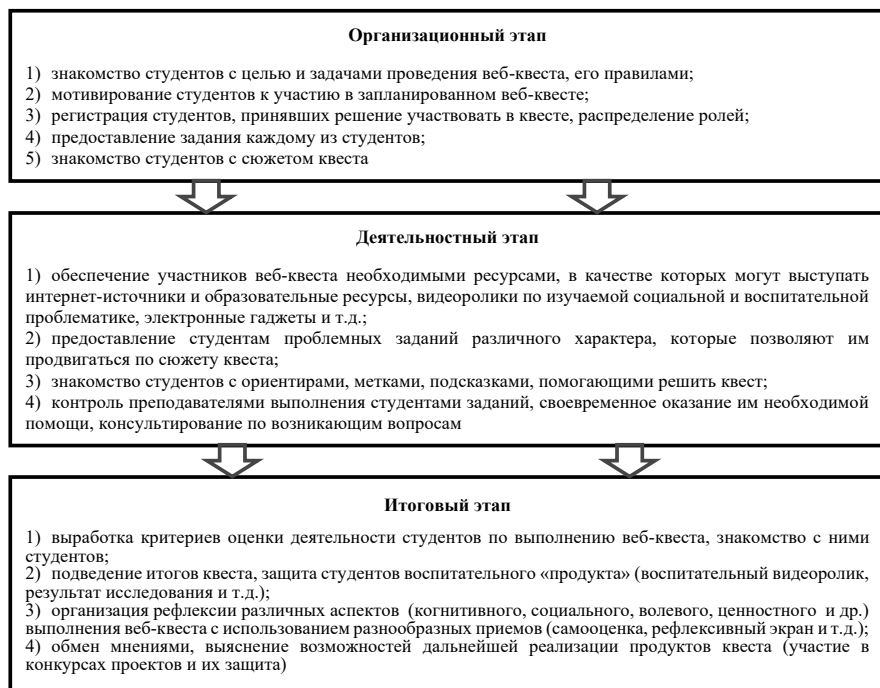 Организационный этап
1) знакомство студентов с целью и задачами проведения веб-квеста, его правилами;
2) мотивирование студентов к участию в запланированном веб-квесте;
3) регистрация студентов, принявших решение участвовать в квесте, распределение ролей;
4) предоставление задания каждому из студентов;
5) знакомство студентов с сюжетом квеста
Деятельностный этап
1) обеспечение участников веб-квеста необходимыми ресурсами, в качестве которых могут выступать
интернет-источники и образовательные ресурсы, видеоролики по изучаемой социальной и воспитательной
проблематике, электронные гаджеты и т.д.;
2) предоставление студентам проблемных заданий различного характера, которые позволяют им
продвигаться по сюжету квеста;
3) знакомство студентов с ориентирами, метками, подсказками, помогающими решить квест;
4) контроль преподавателями выполнения студентами заданий, своевременное оказание им необходимой
помощи, консультирование по возникающим вопросам
Итоговый этап
1) выработка критериев оценки деятельности студентов по выполнению веб-квеста, знакомство с ними
студентов;
2) подведение итогов квеста, защита студентов воспитательного «продукта» (воспитательный видеоролик,
результат исследования и т.д.);
3) организация рефлексии различных аспектов (когнитивного, социального, волевого, ценностного и др.)
выполнения веб-квеста с использованием разнообразных приемов (самооценка, рефлексивный экран и т.д.);
4) обмен мнениями, выяснение возможностей дальнейшей реализации продуктов квеста (участие в
конкурсах проектов и их защита)